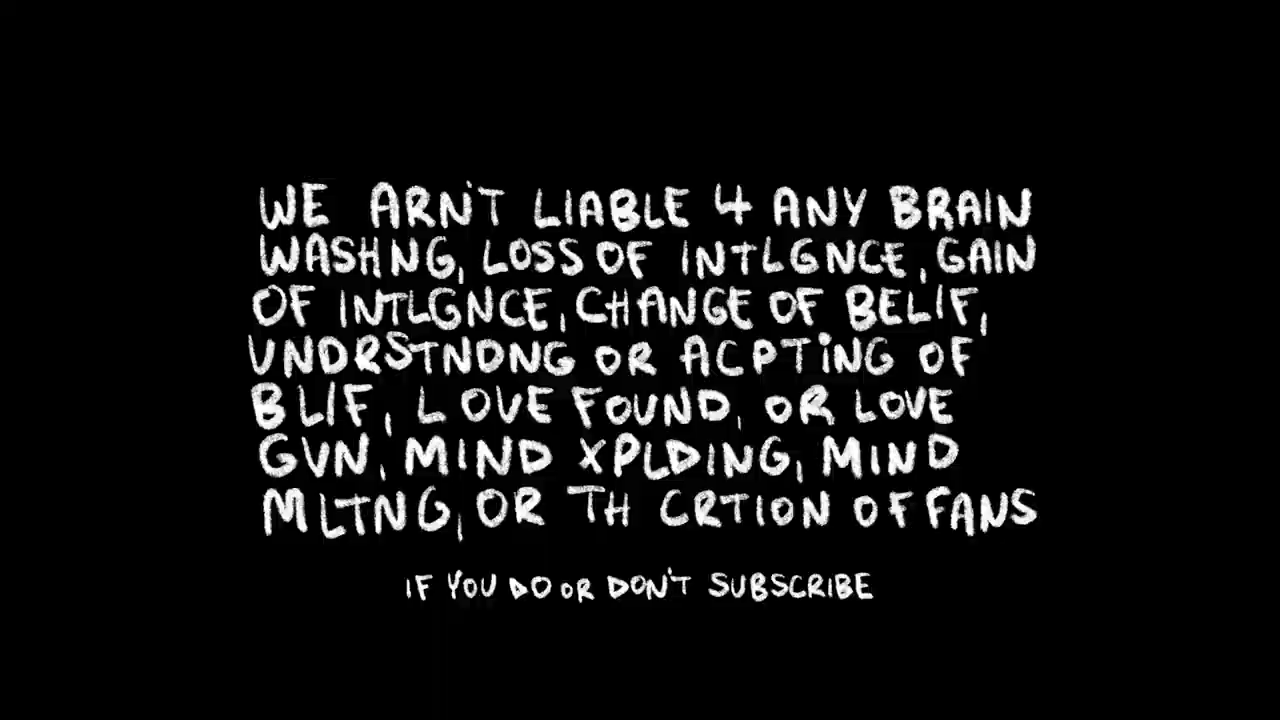 WE ARN'T LIABLE 4 ANY BRAIN
WASHNG, LOSS OF INTLGNCE, GAIN
OF INTLGNCE, CHANGE OF BELIF,
UNDRSTNDNG OR ACPTING OF
BLIF, LOVE FOUND, OR LOVE
GUN, MIND XPLDING, MIND
MLTNG, OR TH CRTION OF FANS
IF YOU DO OR DON'T SUBSCRIBE